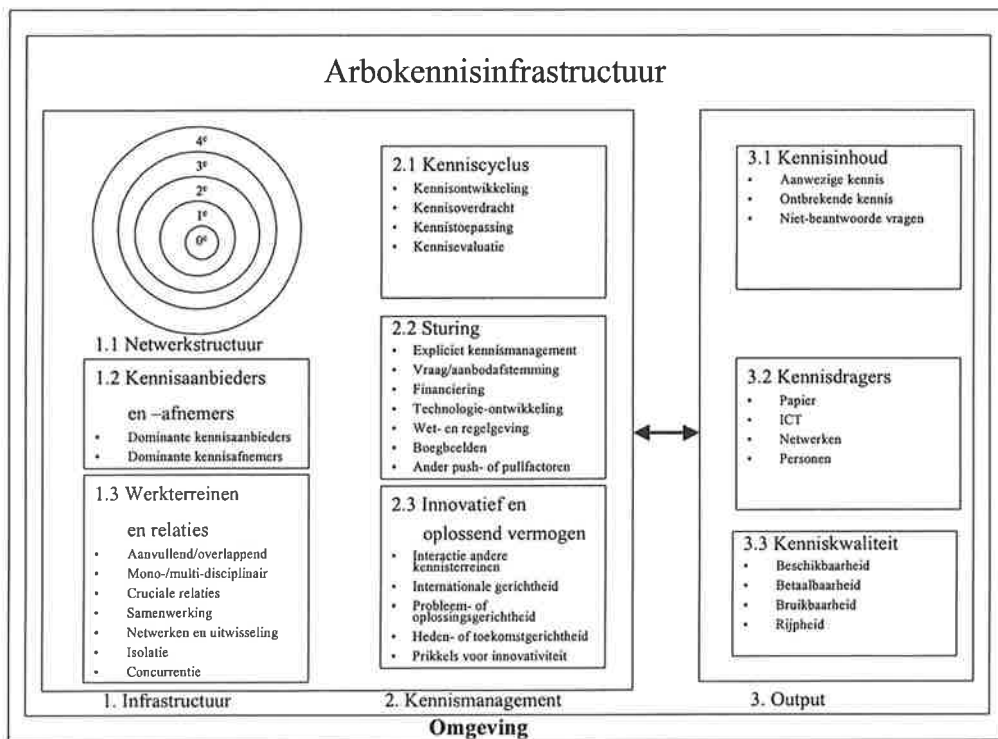 Arbokennisinfrastructuur
4e
3e
2e
1e
0e
1.1 Netwerkstructuur
1.2 Kennisaanbieders
en –afnemers
• Dominante kennisaanbieders
• Dominante kennisafnemers
1.3 Werkterreinen
en relaties
• Aanvullend/overlappend
• Mono-/multi-disciplinair
• Cruciale relaties
• Samenwerking
• Netwerken en uitwisseling
• Isolatie
• Concurrentie
1. Infrastructuur
2.1 Kenniscyclus
• Kennisontwikkeling
• Kennisoverdracht
• Kennistoepassing
• Kennisevaluatie
2.2 Sturing
• Expliciet kennismanagement
• Vraag/aanbodafstemming
• Financiering
• Technologie-ontwikkeling
• Wet- en regelgeving
• Boegbeelden
• Ander push- of pullfactoren
2.3 Innovatief en
oplossend vermogen
• Interactie andere
kennisterreinen
• Internationale gerichtheid
• Probleem- of
oplossingsgerichtheid
• Heden- of toekomstgerichtheid
• Prikkels voor innovativiteit
2. Kennismanagement
3.1 Kennisinhoud
• Aanwezige kennis
• Ontbrekende kennis
• Niet-beantwoorde vragen
3.2 Kennisdragers
• Papier
• ICT
• Netwerken
• Personen
3.3 Kenniskwaliteit
• Beschikbaarheid
• Betaalbaarheid
• Bruikbaarheid
• Rijpheid
3. Output
Omgeving